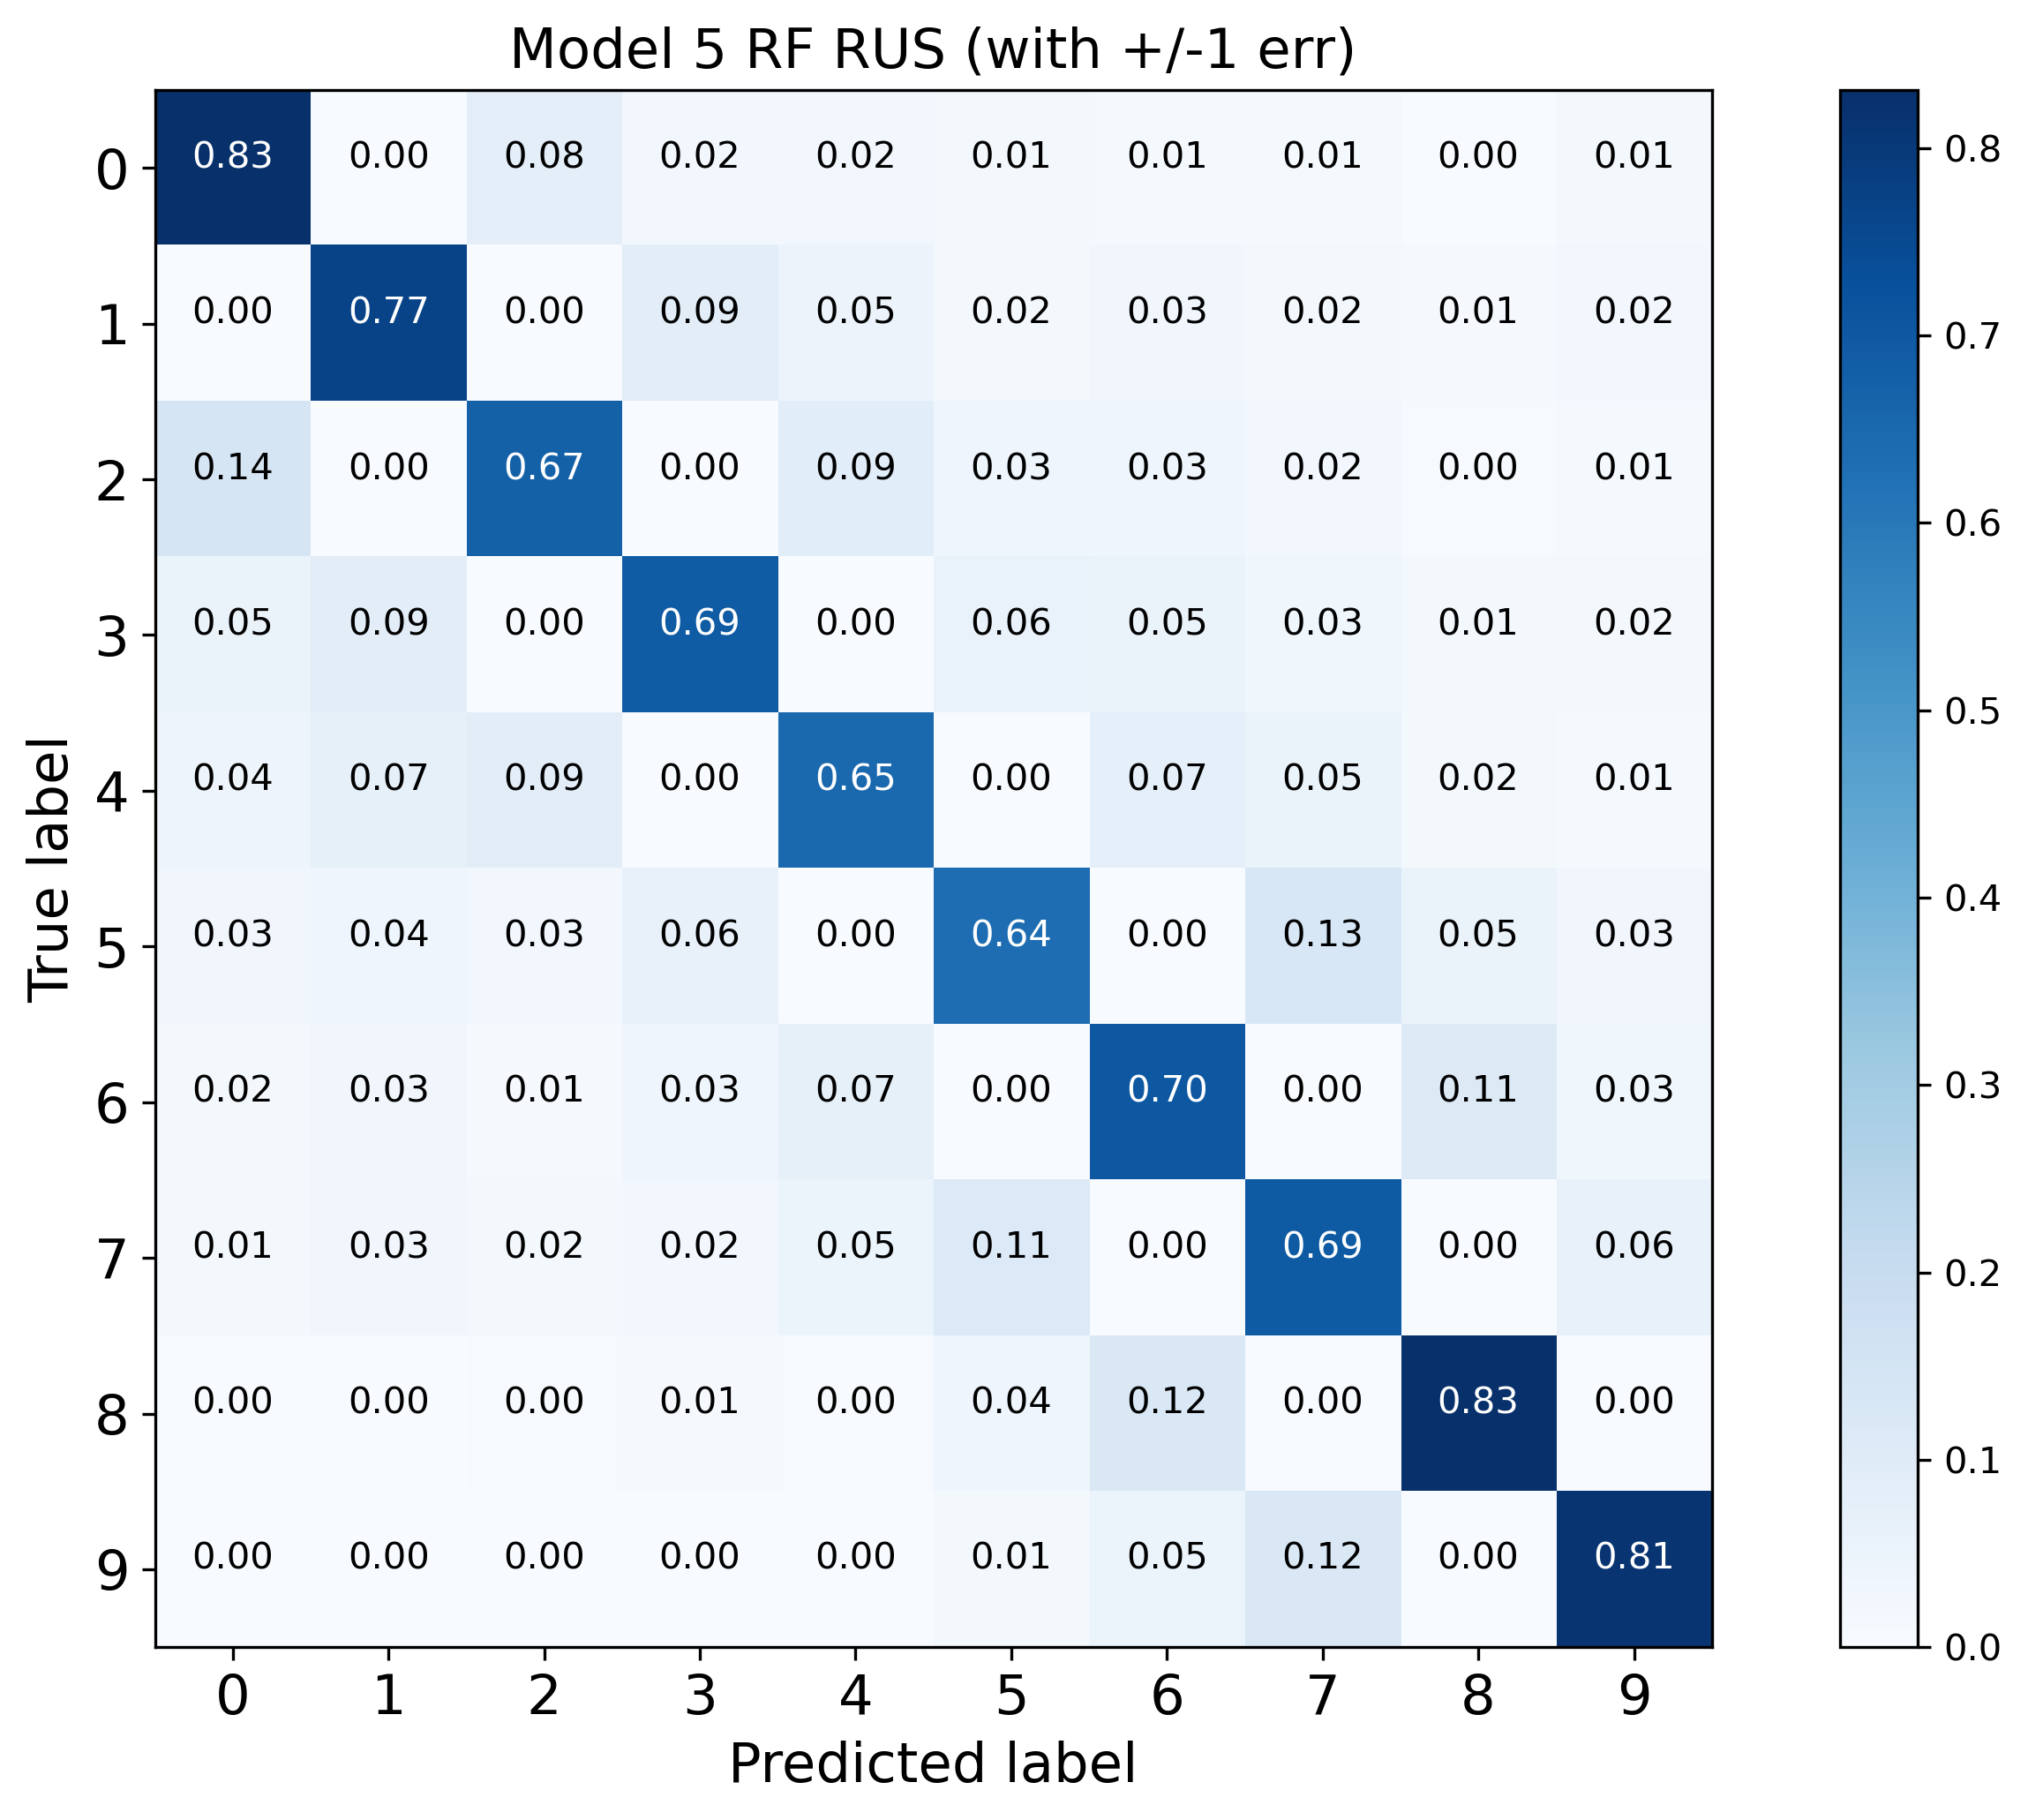 Model 5 RF RUS (with +/-1 err)
0 0.83 0.00 0.08 0.02 0.02 0.01 0.01 0.01 0.00 0.01
1 0.00 0.77 0.00 0.09 0.05 0.02 0.03 0.02 0.01 0.02
2 0.14 0.00 0.67 0.00 0.09 0.03 0.03 0.02 0.00 0.01
3 0.05 0.09 0.00 0.69 0.00 0.06 0.05 0.03 0.01 0.02
4 0.04 0.07 0.09 0.00 0.65 0.00 0.07 0.05 0.02 0.01
5 0.03 0.04 0.03 0.06 0.00 0.64 0.00 0.13 0.05 0.03
6 0.02 0.03 0.01 0.03 0.07 0.00 0.70 0.00 0.11 0.03
7 0.01 0.03 0.02 0.02 0.05 0.11 0.00 0.69 0.00 0.06
8 0.00 0.00 0.00 0.01 0.00 0.04 0.12 0.00 0.83 0.00
9 0.00 0.00 0.00 0.00 0.00 0.01 0.05 0.12 0.00 0.81
0 1 2 3 4 5 6 7 8 9
Predicted label
True label
0.8
0.7
0.6
0.5
0.4
0.3
0.2
0.1
0.0